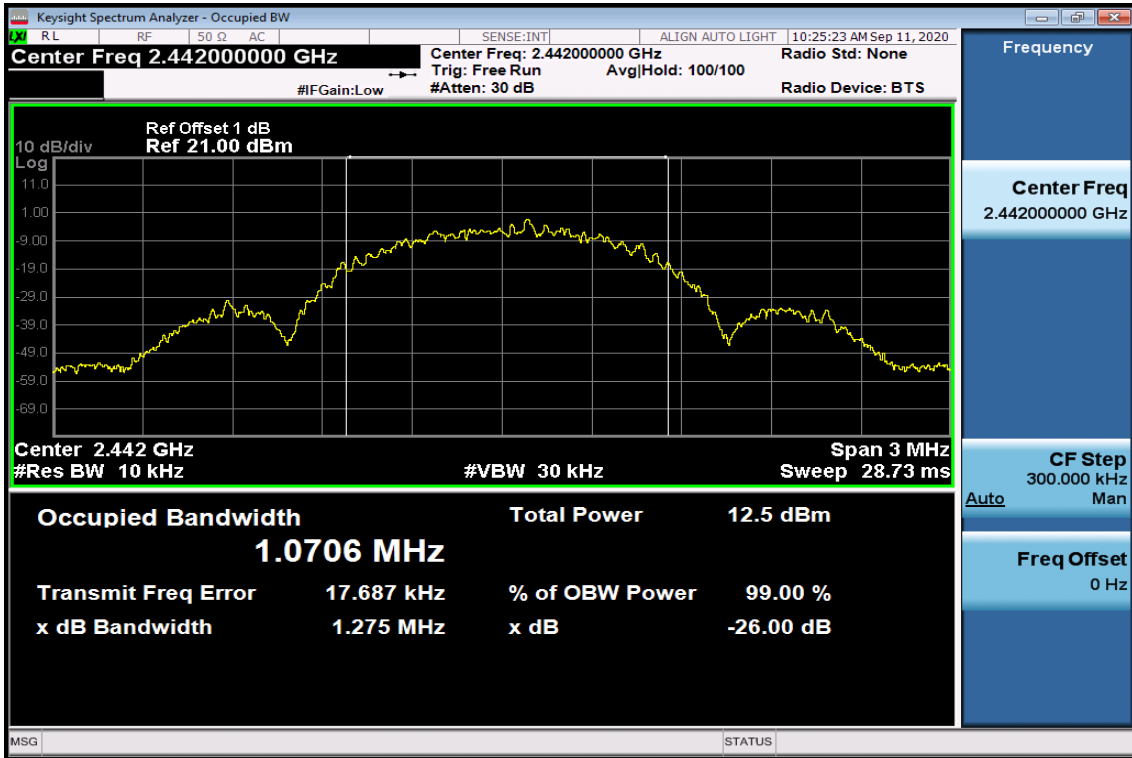 Keysight Spectrum Analyzer - Occupied BW
LXI RL RF 50 Ω AC SENSE:INT ALIGN AUTO LIGHT 10:25:23 AM Sep 11, 2020
Center Freq 2.442000000 GHz
Center Freq: 2.442000000 GHz Radio Std: None
Trig: Free Run Avg|Hold: 100/100
#IFGain:Low #Atten: 30 dB Radio Device: BTS
Ref Offset 1 dB
10 dB/div Ref 21.00 dBm
Log
11.0
1.00
-9.00
-19.0
-29.0
-39.0
-49.0
-59.0
-69.0
Center 2.442 GHz Span 3 MHz
#Res BW 10 kHz #VBW 30 kHz Sweep 28.73 ms
Occupied Bandwidth Total Power 12.5 dBm
1.0706 MHz
Transmit Freq Error 17.687 kHz % of OBW Power 99.00 %
x dB Bandwidth 1.275 MHz x dB -26.00 dB
MSG STATUS
Frequency
Center Freq
2.442000000 GHz
CF Step
300.000 kHz
Auto Man
Freq Offset
0 Hz